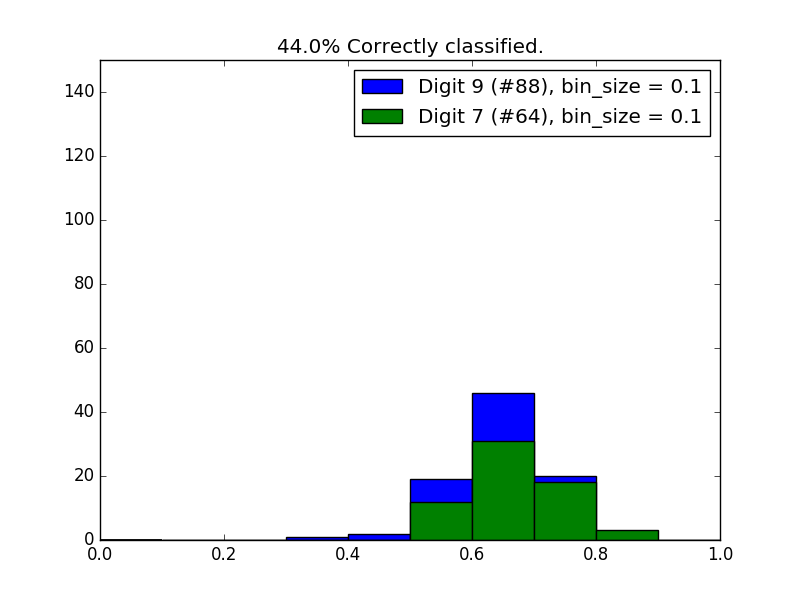 44.0% Correctly classified.
Digit 9 (#88), bin_size = 0.1
Digit 7 (#64), bin_size = 0.1
140
120
100
80
60
40
20
0
0.0 0.2 0.4 0.6 0.8 1.0